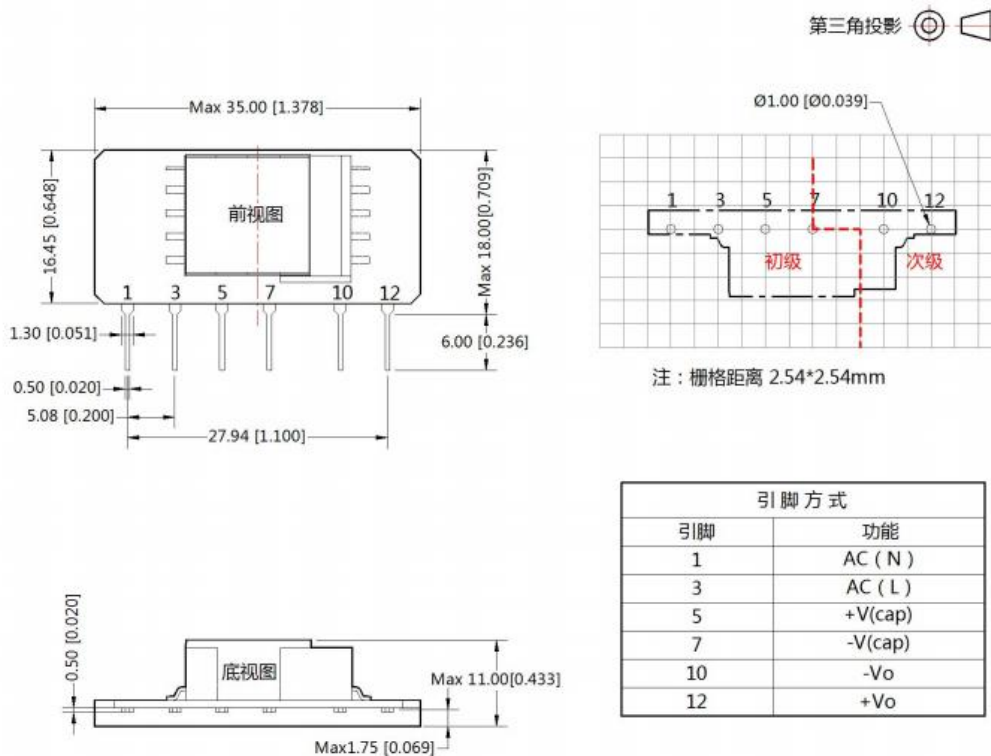 第三角投影
Max 35.00 [1.378]
16.45 [0.648]
前视图
Max 18.00[0.709]
1 3 5 7 10 12
1.30 [0.051]
6.00 [0.236]
0.50 [0.020]
5.08 [0.200]
27.94 [1.100]
Ø1.00 [Ø0.039]
1 3 5 7 10 12
初级 次级
注：栅格距离 2.54*2.54mm
0.50 [0.020]
底视图
Max 11.00[0.433]
Max1.75 [0.069]
引脚方式
引脚 功能
1 AC（N）
3 AC（L）
5 +V(cap)
7 -V(cap)
10 -Vo
12 +Vo